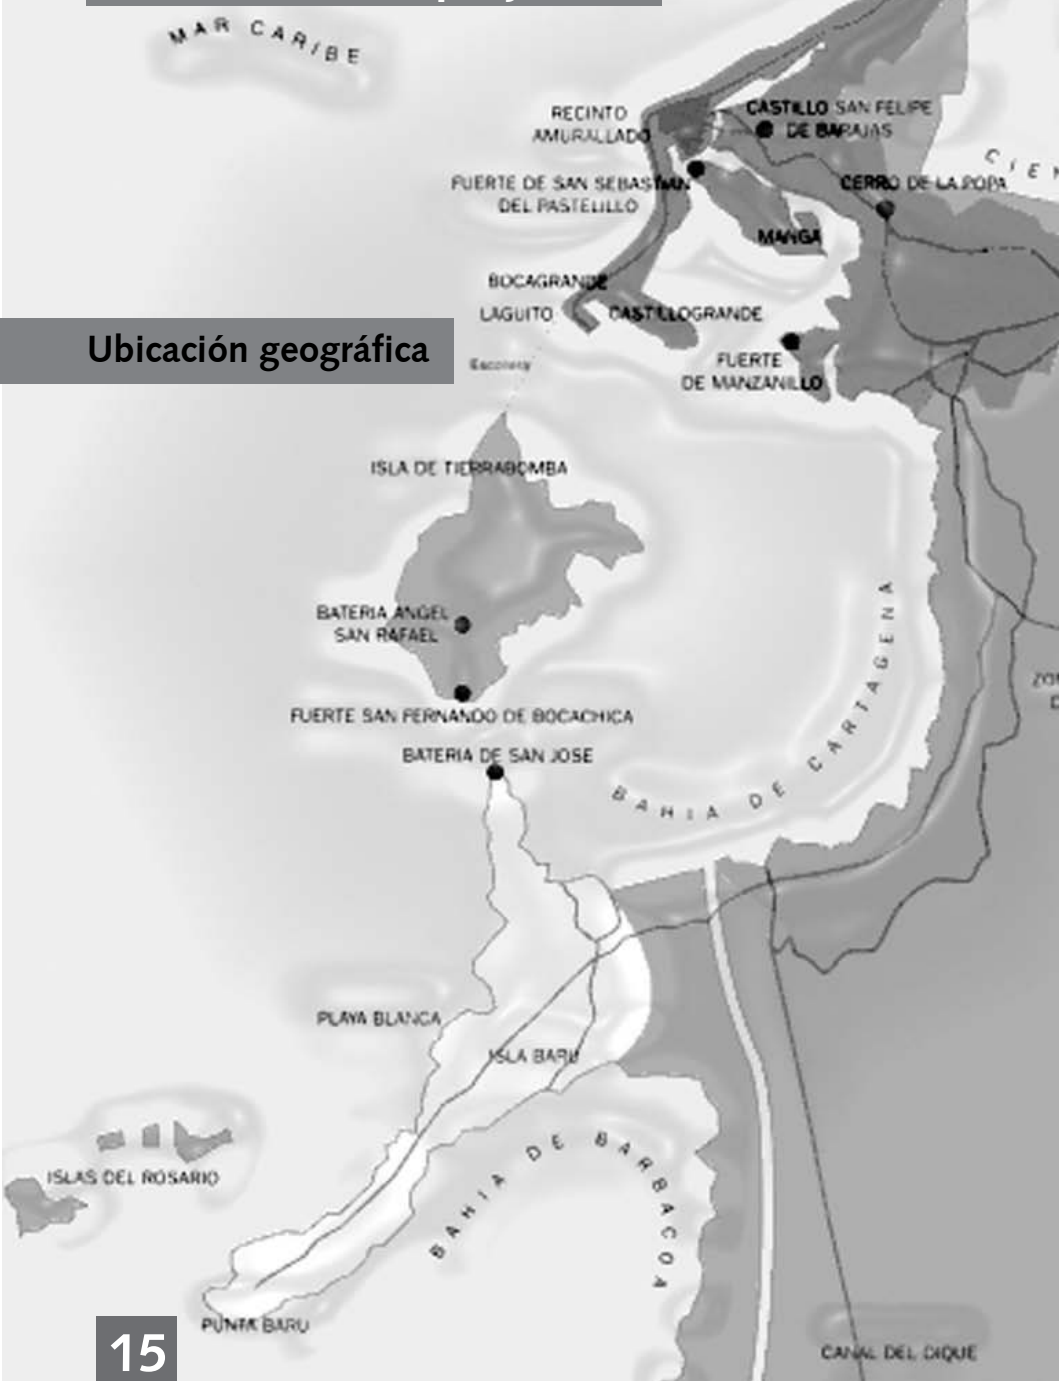 MAR CARIBE
RECINTO
AMURALLADO
CASTILLO SAN FELIPE
DE BARAJAS
FUERTE DE SAN SEBASTIAN
DEL PASTELILLO
CERRO DE LA POPA
MANGA
BOCAGRANDE
LAGUITO
CASTILLOGRANDE
Ubicación geográfica
Escollera
FUERTE
DE MANZANILLO
ISLA DE TIERRABOMBA
BATERIA ANGEL
SAN RAFAEL
FUERTE SAN FERNANDO DE BOCACHICA
BATERIA DE SAN JOSE
BAHIA DE CARTAGENA
PLAYA BLANCA
ISLA BARU
ISLAS DEL ROSARIO
BAHIA DE BARBACOA
PUNTA BARU
15
CANAL DEL DIQUE